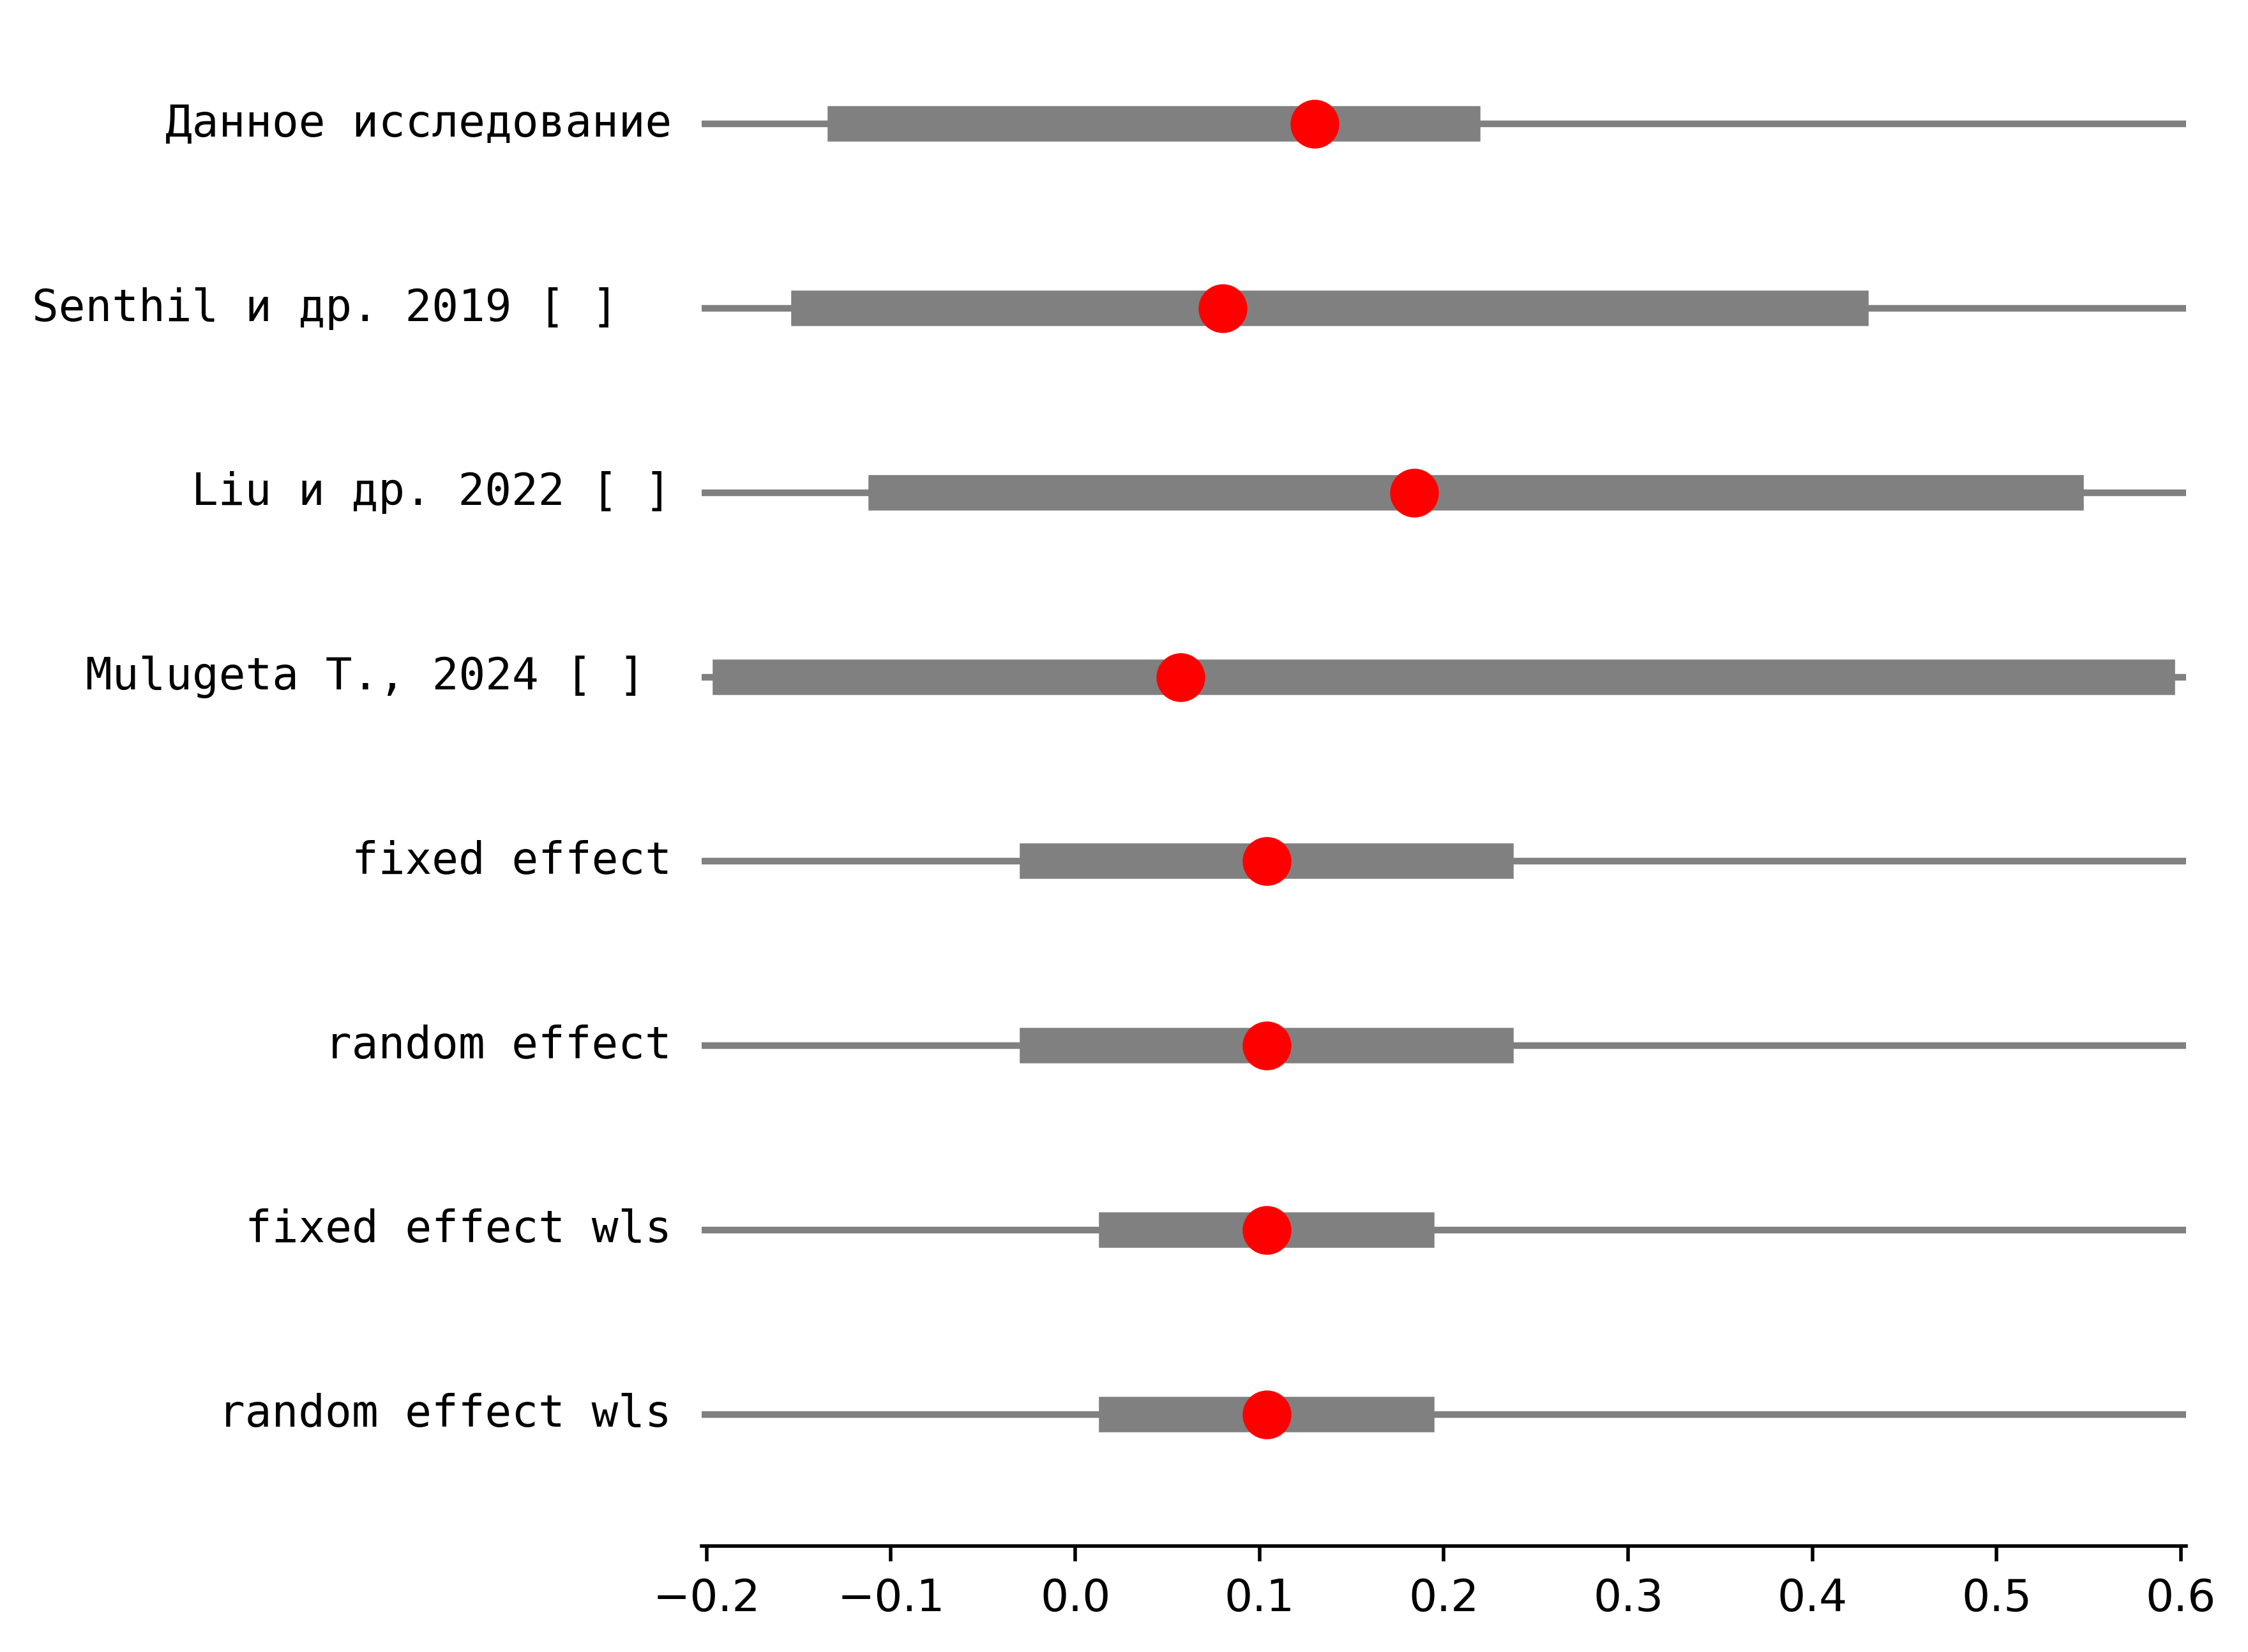 Данное исследование
Senthil и др. 2019 [ ]
Liu и др. 2022 [ ]
Mulugeta T., 2024 [ ]
fixed effect
random effect
fixed effect wls
random effect wls
−0.2 −0.1 0.0 0.1 0.2 0.3 0.4 0.5 0.6